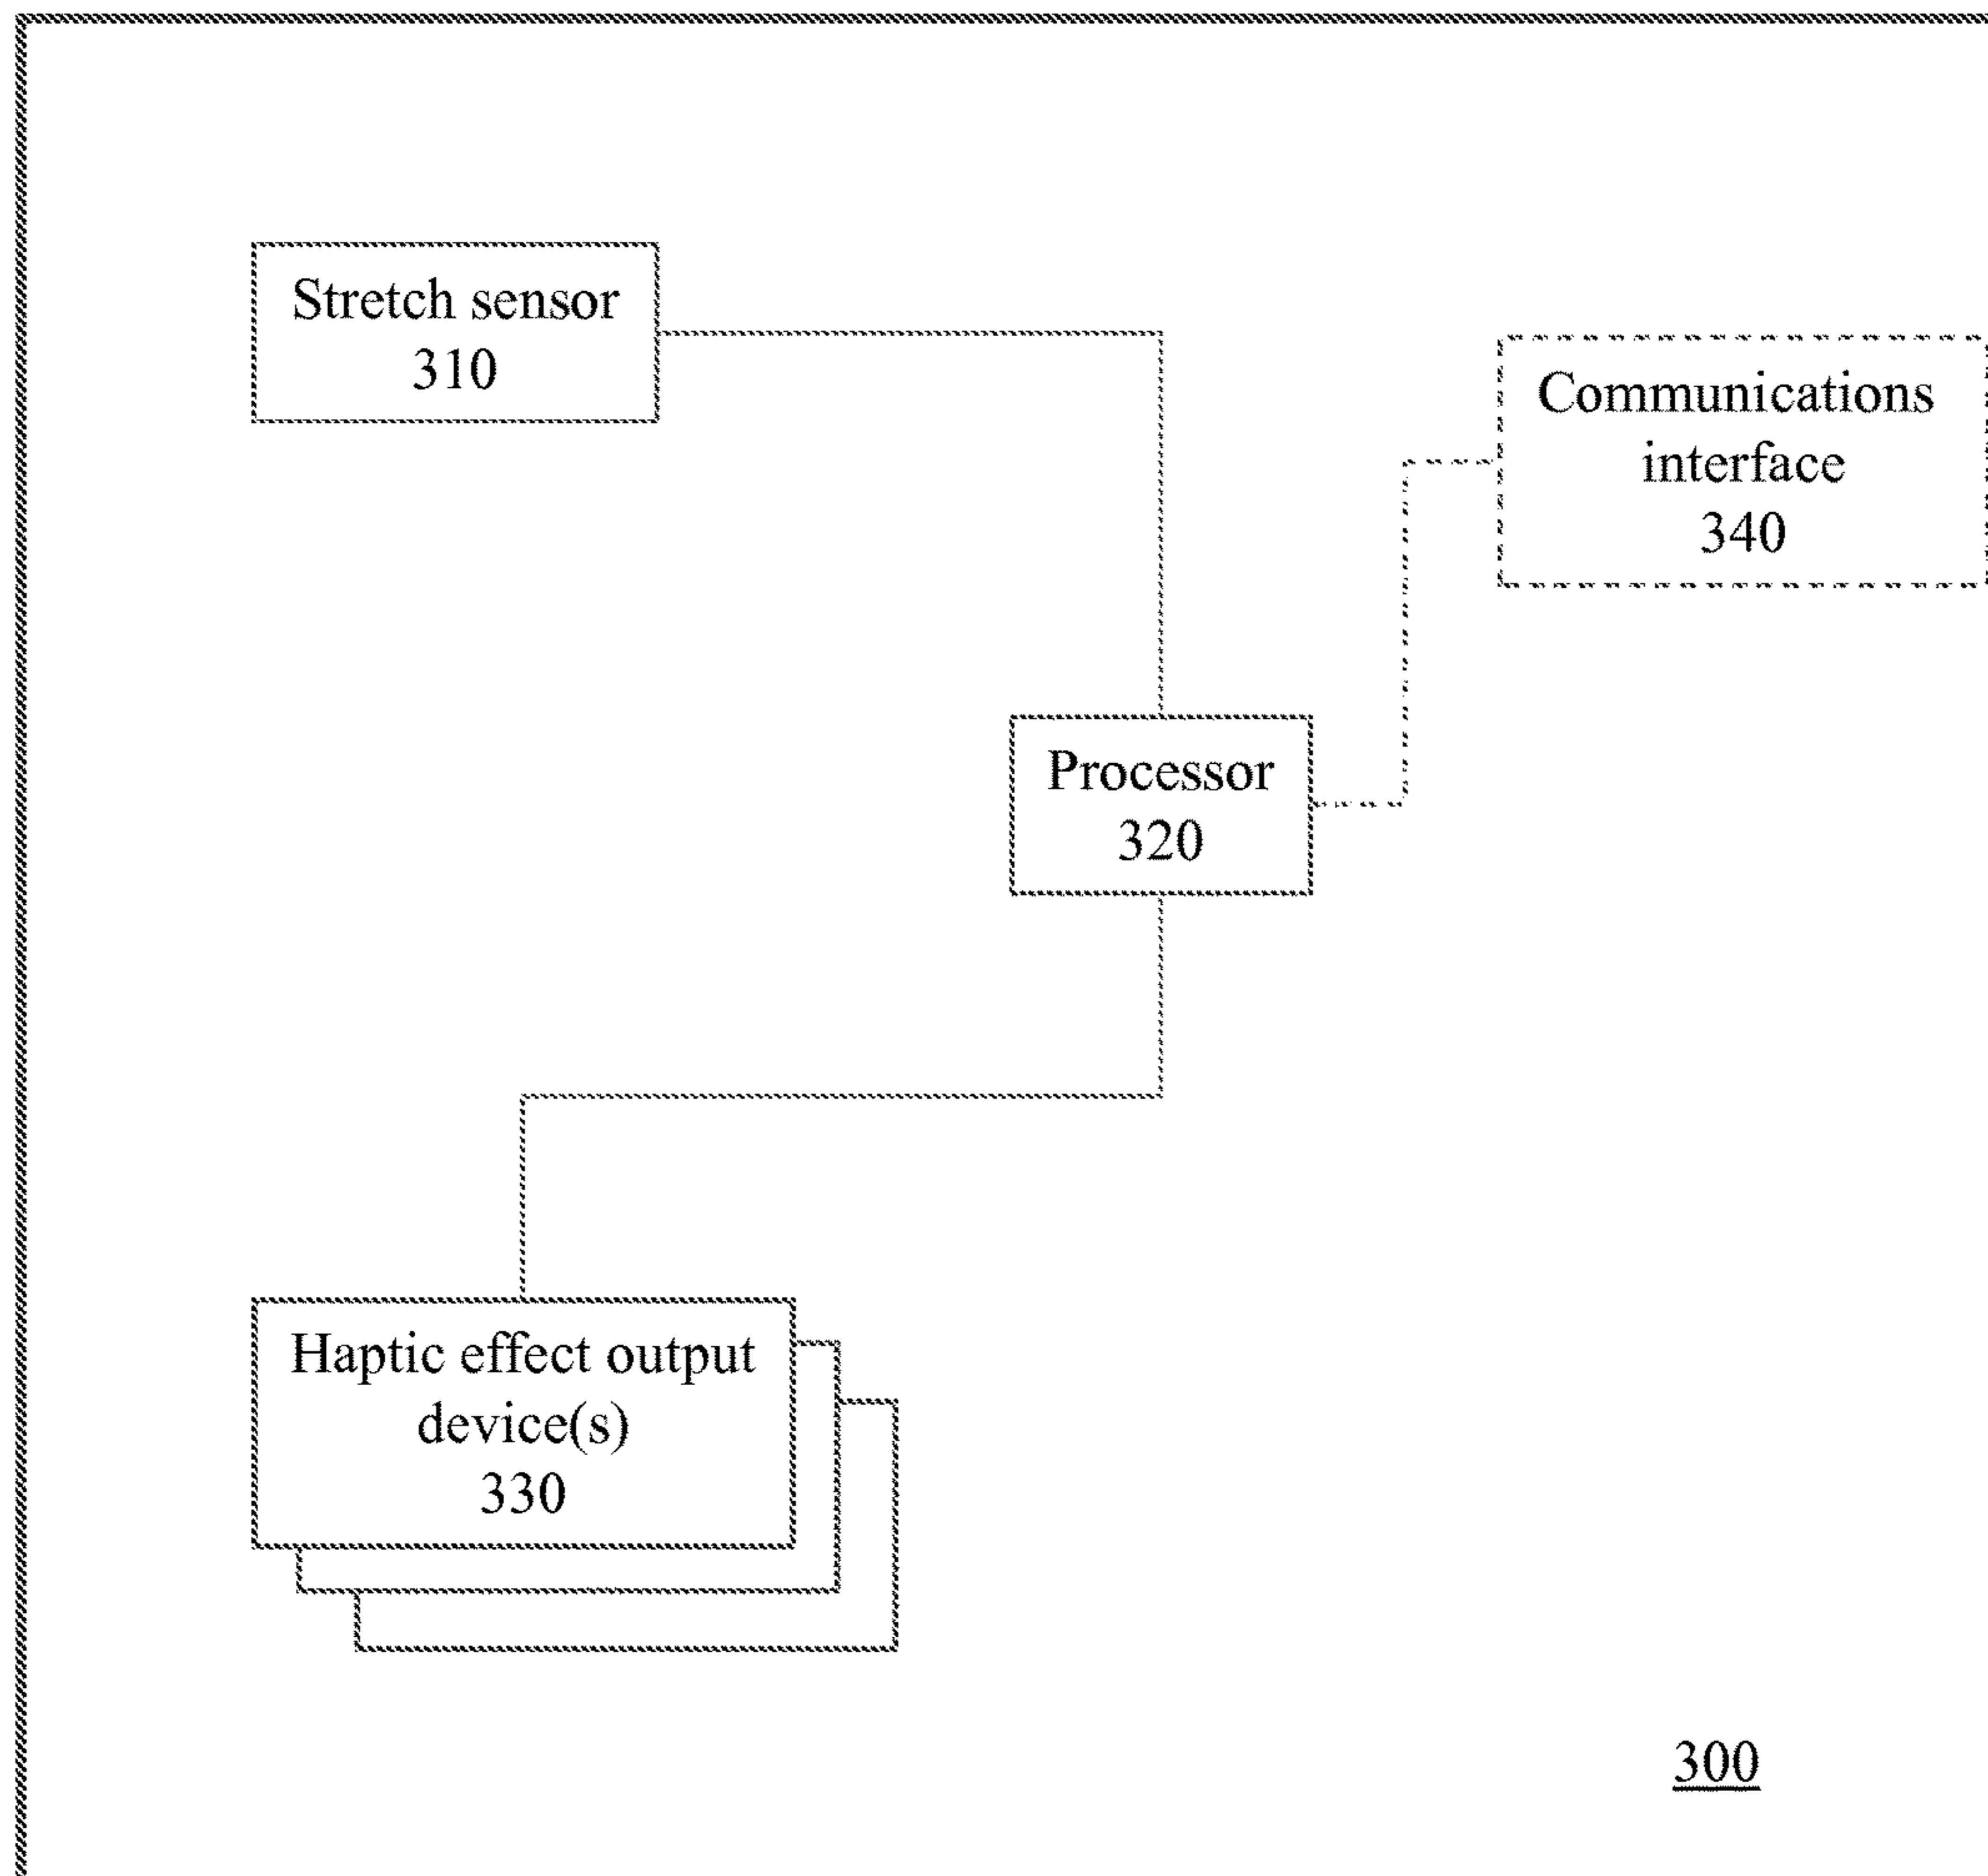 Stretch sensor
310
Communications
interface
340
Processor
320
Haptic effect output
device(s)
330
300